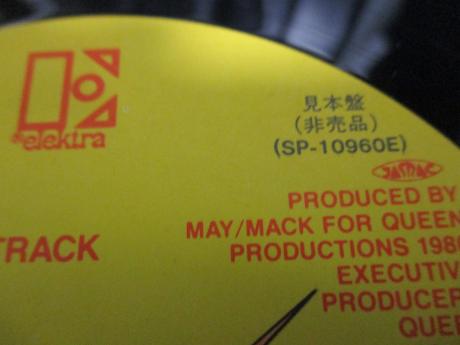 elektra
見本盤
(非売品)
(SP-10960E)
JASRAC
TRACK
PRODUCED BY
MAY/MACK FOR QUEEN
PRODUCTIONS 1980
EXECUTIV
PRODUCER
QUE